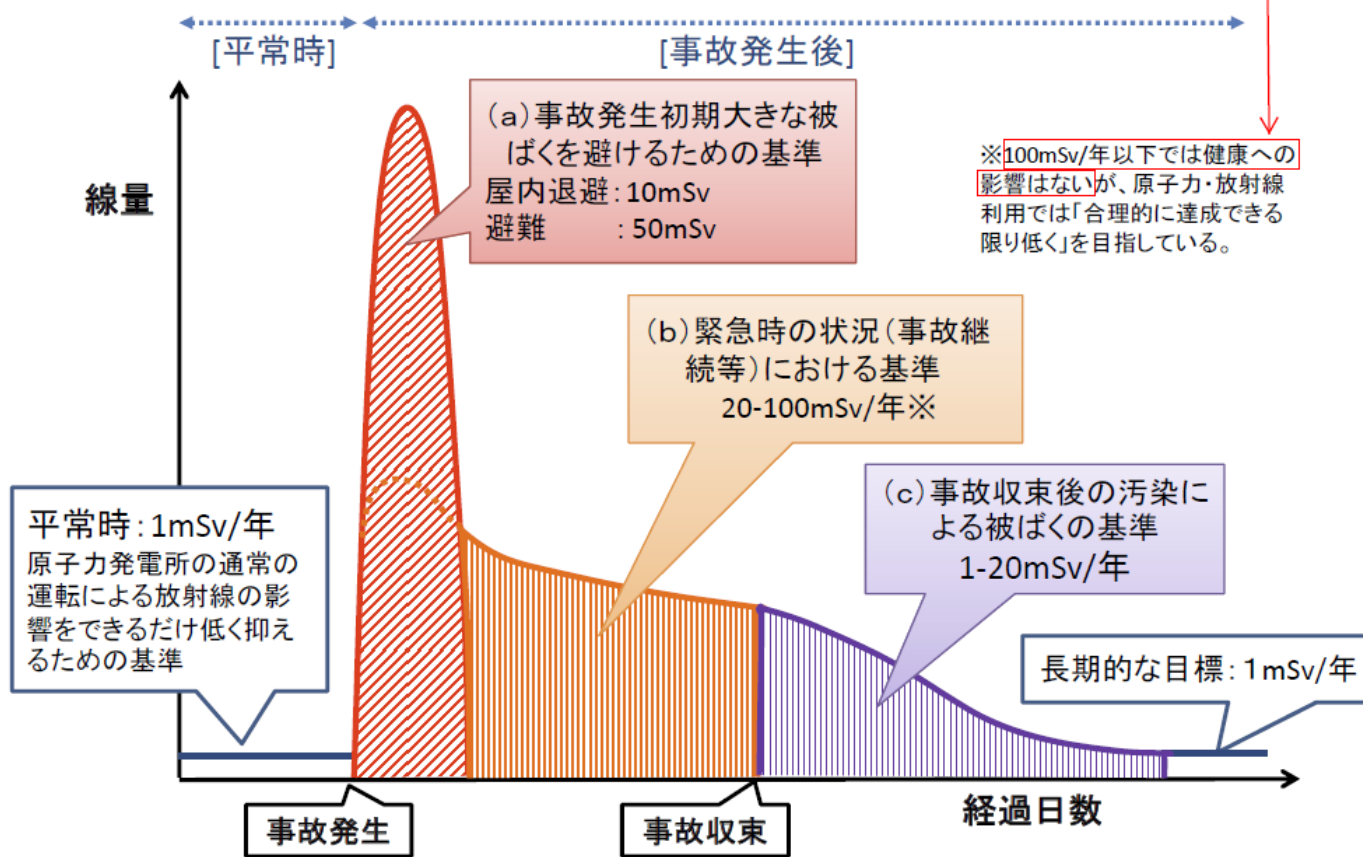 [平常時]
[事故発生後]
線量
(a)事故発生初期大きな被
ばくを避けるための基準
屋内退避:10mSv
避難　　:50mSv
※100mSv/年以下では健康への
影響はないが、原子力・放射線
利用では「合理的に達成できる
限り低く」を目指している。
(b)緊急時の状況(事故継
続等)における基準
20-100mSv/年※
(c)事故収束後の汚染に
よる被ばくの基準
1-20mSv/年
平常時:1mSv/年
原子力発電所の通常の
運転による放射線の影
響をできるだけ低く抑え
るための基準
長期的な目標:1mSv/年
事故発生
事故収束
経過日数